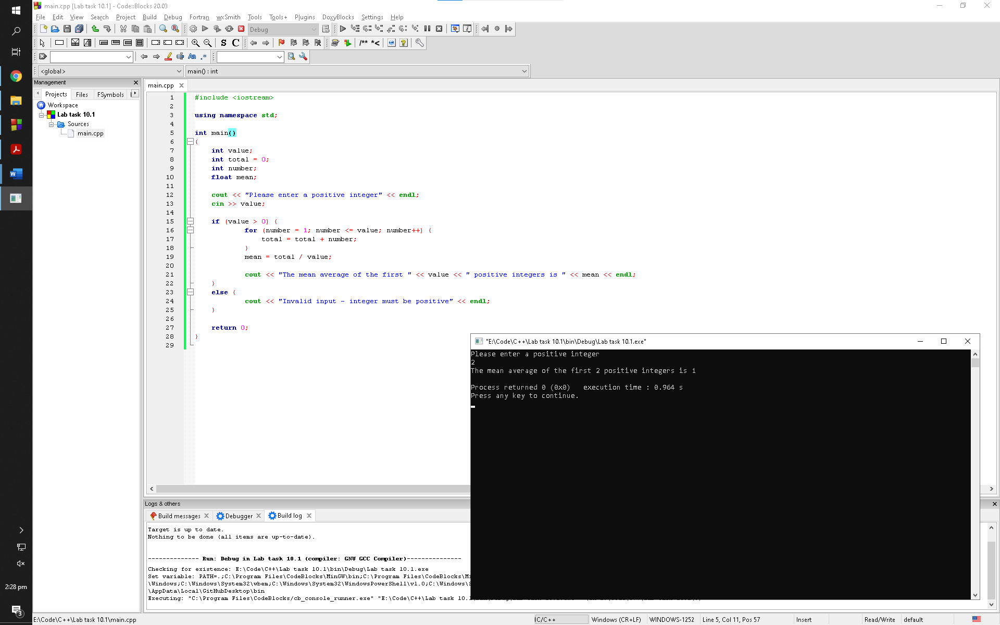 main.cpp [Lab task 10.1] - Code::Blocks 20.03
File Edit View Search Project Build Debug Fortran wxSmith Tools Tools+ Plugins DoxyBlocks Settings Help
Debug
S C /** *<
Aa .*
<global> main() : int
Management
Projects Files FSymbols
Workspace
Lab task 10.1
Sources
main.cpp
main.cpp
1 #include <iostream>
2
3 using namespace std;
4
5 int main()
6 {
7 int value;
8 int total = 0;
9 int number;
10 float mean;
11
12 cout << "Please enter a positive integer" << endl;
13 cin >> value;
14
15 if (value > 0) {
16 for (number = 1; number <= value; number++) {
17 total = total + number;
18 }
19 mean = total / value;
20
21 cout << "The mean average of the first " << value << " positive integers is " << mean << endl;
22 }
23 else {
24 cout << "Invalid input - integer must be positive" << endl;
25 }
26
27 return 0;
28 }
29
"E:\Code\C++\Lab task 10.1\bin\Debug\Lab task 10.1.exe"
Please enter a positive integer
2
The mean average of the first 2 positive integers is 1
Process returned 0 (0x0) execution time : 0.964 s
Press any key to continue.
Logs & others
Build messages Debugger Build log
Target is up to date.
Nothing to be done (all items are up-to-date).
-------------- Run: Debug in Lab task 10.1 (compiler: GNU GCC Compiler)---------------
Checking for existence: E:\Code\C++\Lab task 10.1\bin\Debug\Lab task 10.1.exe
Set variable: PATH=.;C:\Program Files\CodeBlocks\MinGW\bin;C:\Program Files\CodeBlocks\Mi
\Windows;C:\Windows\System32\wbem;C:\Windows\System32\WindowsPowerShell\v1.0;C:\Windows\S
\AppData\Local\GitHubDesktop\bin
Executing: "C:\Program Files\CodeBlocks/cb_console_runner.exe" "E:\Code\C++\Lab task 10.1
2:28 pm
3
E:\Code\C++\Lab task 10.1\main.cpp C/C++ Windows (CR+LF) WINDOWS-1252 Line 5, Col 11, Pos 57 Insert Read/Write default